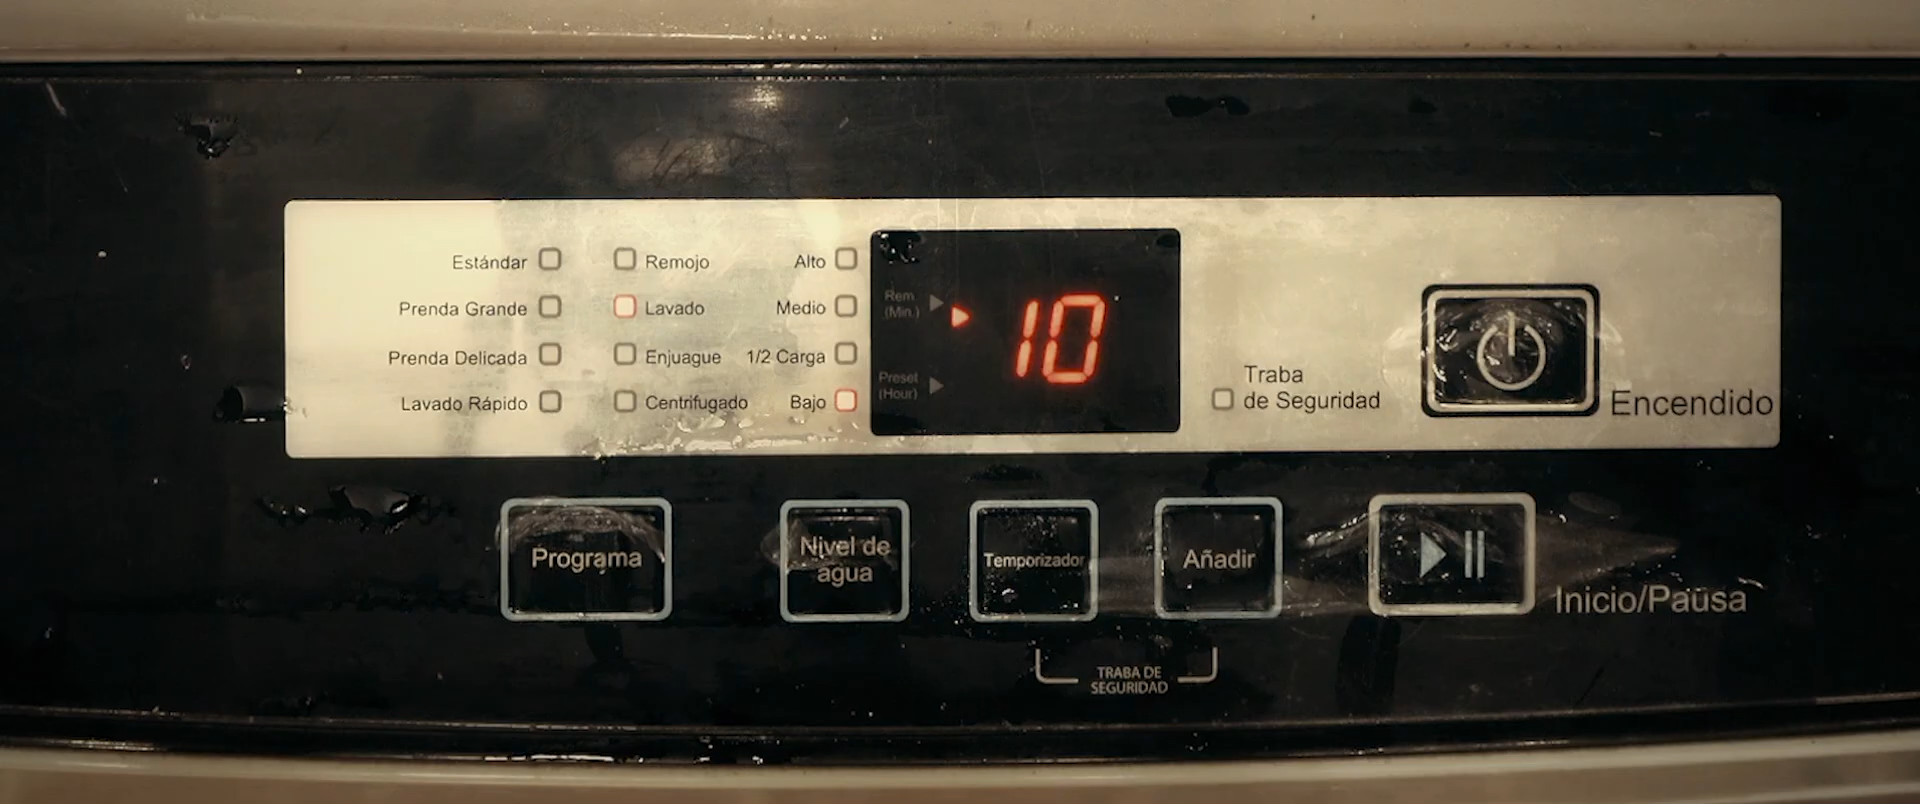 Estándar
Remojo
Alto
Prenda Grande
Lavado
Medio
Prenda Delicada
Enjuague
1/2 Carga
Lavado Rápido
Centrifugado
Bajo
Rem
(Min.)
Preset
(Hour)
10
Traba
de Seguridad
Encendido
Programa
Nivel de
agua
Temporizador
Añadir
Inicio/Pausa
TRABA DE
SEGURIDAD